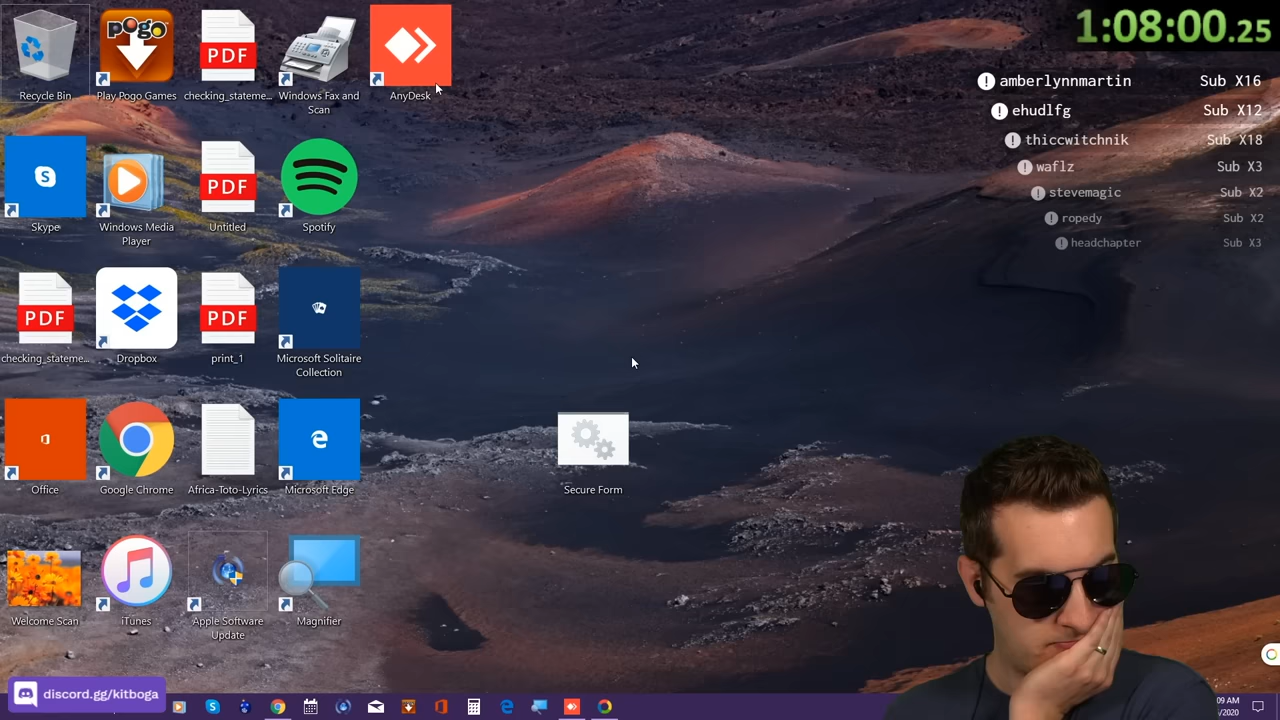 1:08:00.25
amberlynnmartin Sub X16
ehudlfg Sub X12
thiccwitchnik Sub X18
waflz Sub X3
stevemagic Sub X2
ropedy Sub X2
headchapter Sub X3
pogo
PDF
Recycle Bin
Play Pogo Games
checking_stateme...
Windows Fax and
Scan
AnyDesk
S
PDF
Skype
Windows Media
Player
Untitled
Spotify
PDF
PDF
checking_stateme...
Dropbox
print_1
Microsoft Solitaire
Collection
Office
Google Chrome
Africa-Toto-Lyrics
Microsoft Edge
Secure Form
Welcome Scan
iTunes
Apple Software
Update
Magnifier
discord.gg/kitboga
09 AM
/2020